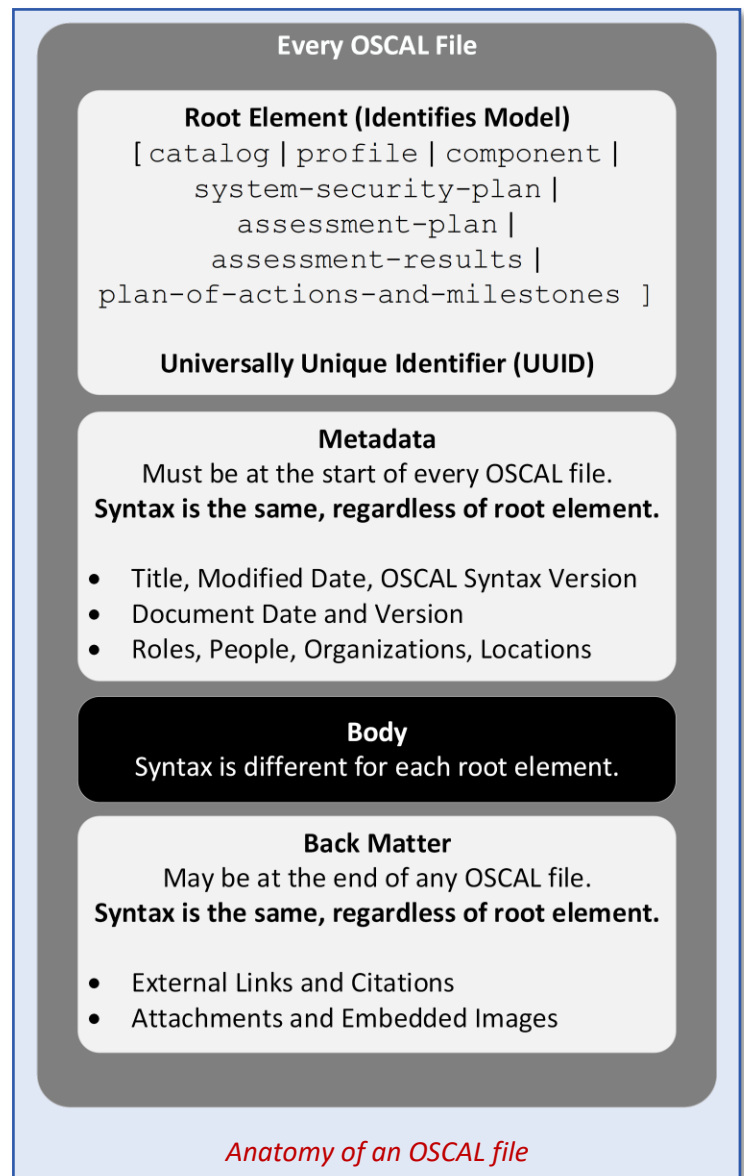 Every OSCAL File
Root Element (Identifies Model)
[catalog | profile | component |
system-security-plan |
assessment-plan |
assessment-results |
plan-of-actions-and-milestones ]
Universally Unique Identifier (UUID)
Metadata
Must be at the start of every OSCAL file.
Syntax is the same, regardless of root element.
• Title, Modified Date, OSCAL Syntax Version
• Document Date and Version
• Roles, People, Organizations, Locations
Body
Syntax is different for each root element.
Back Matter
May be at the end of any OSCAL file.
Syntax is the same, regardless of root element.
• External Links and Citations
• Attachments and Embedded Images
Anatomy of an OSCAL file